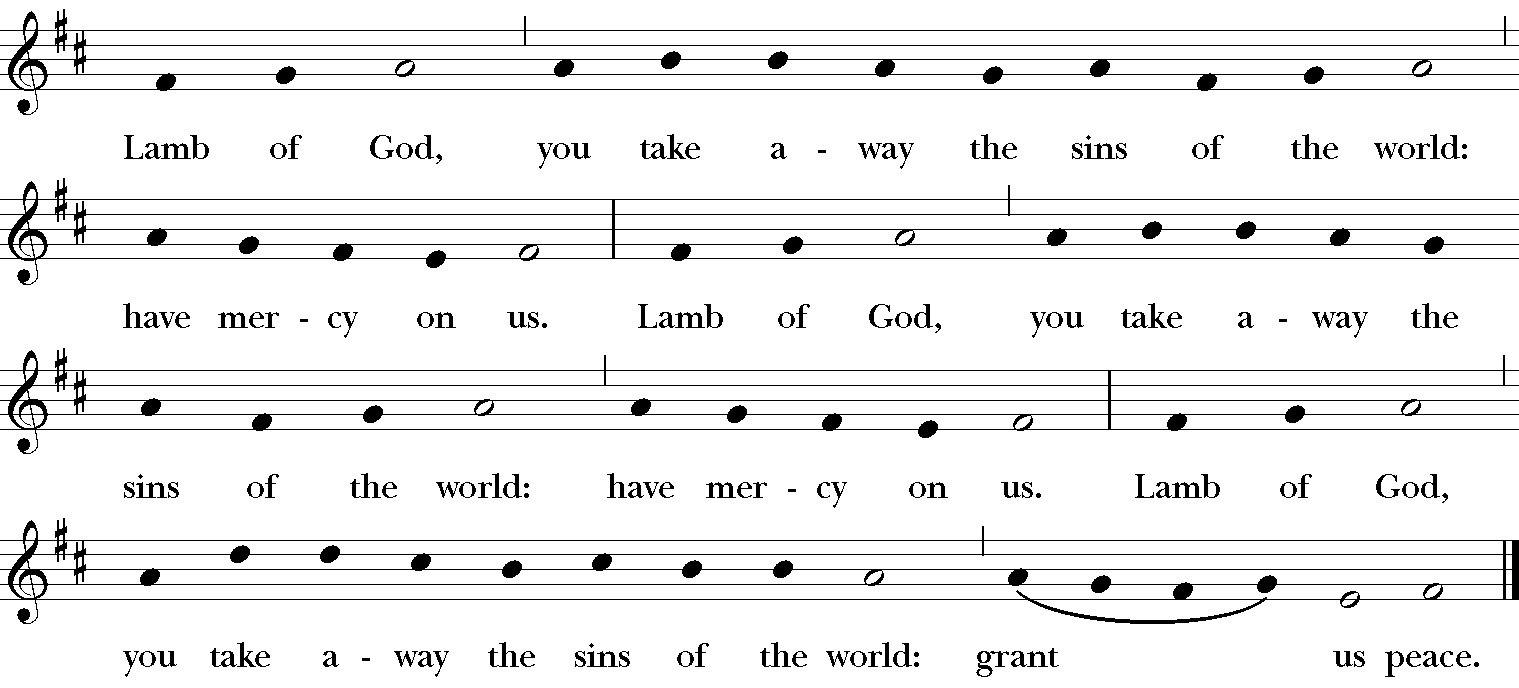 Lamb of God, you take a - way the sins of the world:
have mer - cy on us. Lamb of God, you take a - way the
sins of the world: have mer - cy on us. Lamb of God,
you take a - way the sins of the world: grant us peace.